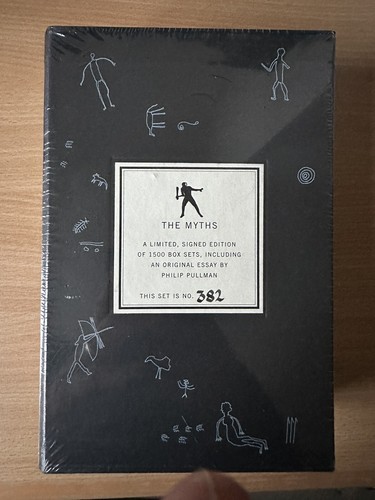 THE MYTHS
A LIMITED, SIGNED EDITION
OF 1500 BOX SETS, INCLUDING
AN ORIGINAL ESSAY BY
PHILIP PULLMAN
THIS SET IS NO. 382